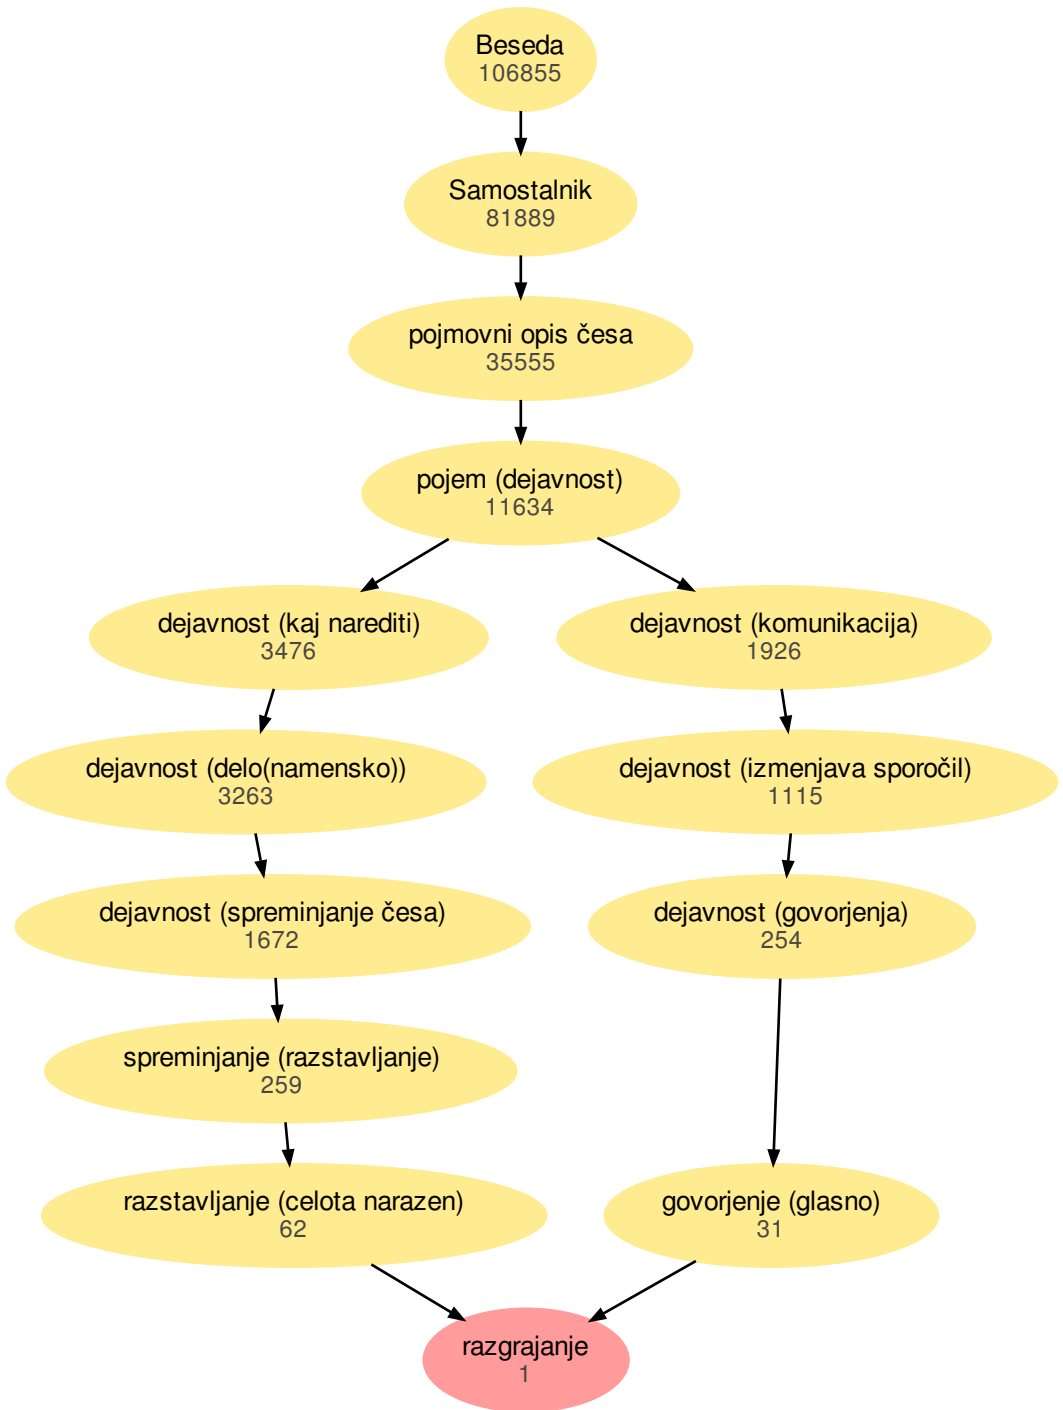 Beseda
106855
Samostalnik
81889
pojmovni opis česa
35555
pojem (dejavnost)
11634
dejavnost (kaj narediti)
3476
dejavnost (komunikacija)
1926
dejavnost (delo(namensko))
3263
dejavnost (izmenjava sporočil)
1115
dejavnost (spreminjanje česa)
1672
dejavnost (govorjenja)
254
spreminjanje (razstavljanje)
259
razstavljanje (celota narazen)
62
govorjenje (glasno)
31
razgrajanje
1